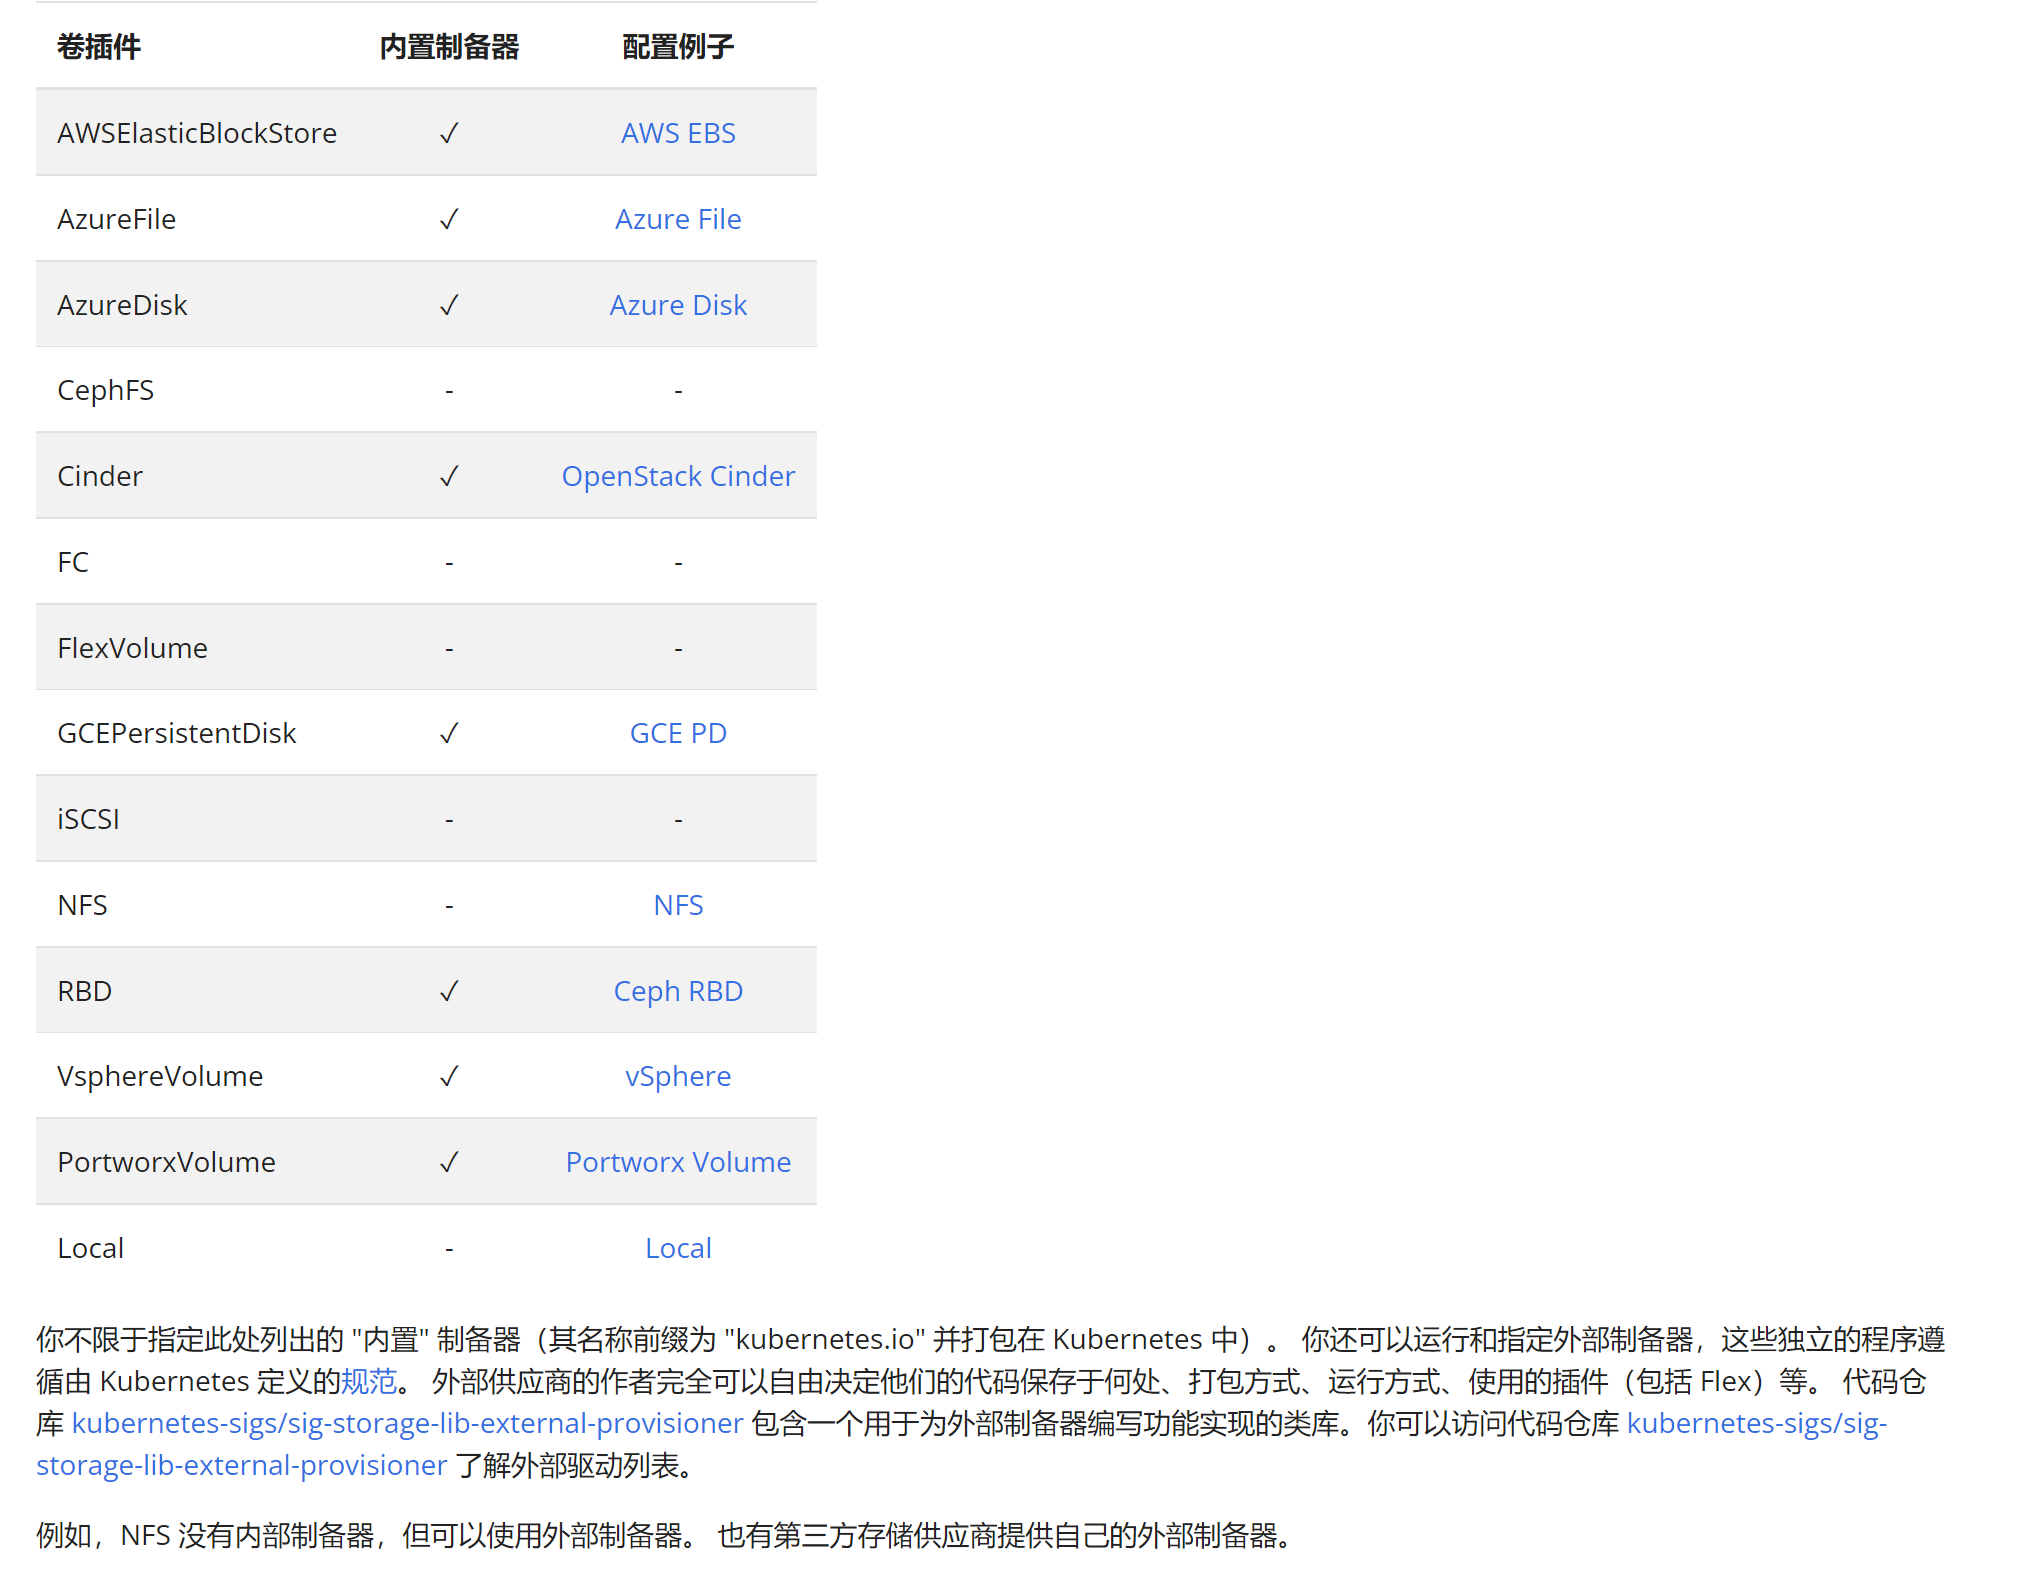 卷插件 内置制备器 配置例子
AWSElasticBlockStore ✓ AWS EBS
AzureFile ✓ Azure File
AzureDisk ✓ Azure Disk
CephFS - -
Cinder ✓ OpenStack Cinder
FC - -
FlexVolume - -
GCEPersistentDisk ✓ GCE PD
iSCSI - -
NFS - NFS
RBD ✓ Ceph RBD
VsphereVolume ✓ vSphere
PortworxVolume ✓ Portworx Volume
Local - Local
你不限于指定此处列出的 "内置" 制备器（其名称前缀为 "kubernetes.io" 并打包在 Kubernetes 中）。 你还可以运行和指定外部制备器，这些独立的程序遵
循由 Kubernetes 定义的规范。 外部供应商的作者完全可以自由决定他们的代码保存于何处、打包方式、运行方式、使用的插件（包括 Flex）等。 代码仓
库 kubernetes-sigs/sig-storage-lib-external-provisioner 包含一个用于为外部制备器编写功能实现的类库。你可以访问代码仓库 kubernetes-sigs/sig-
storage-lib-external-provisioner 了解外部驱动列表。
例如，NFS 没有内部制备器，但可以使用外部制备器。 也有第三方存储供应商提供自己的外部制备器。